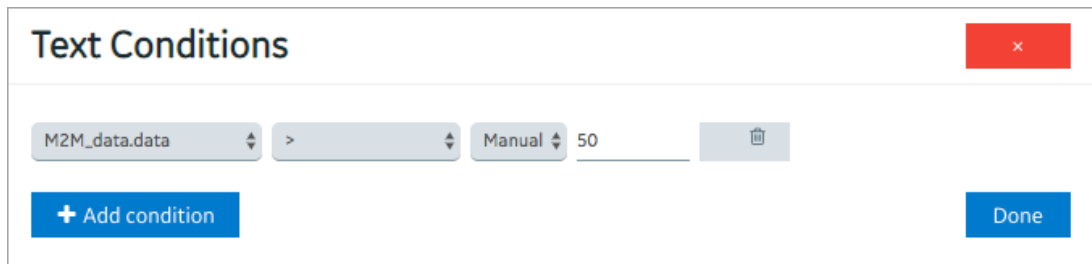 Text Conditions
×
M2M_data.data > Manual 50
+ Add condition
Done